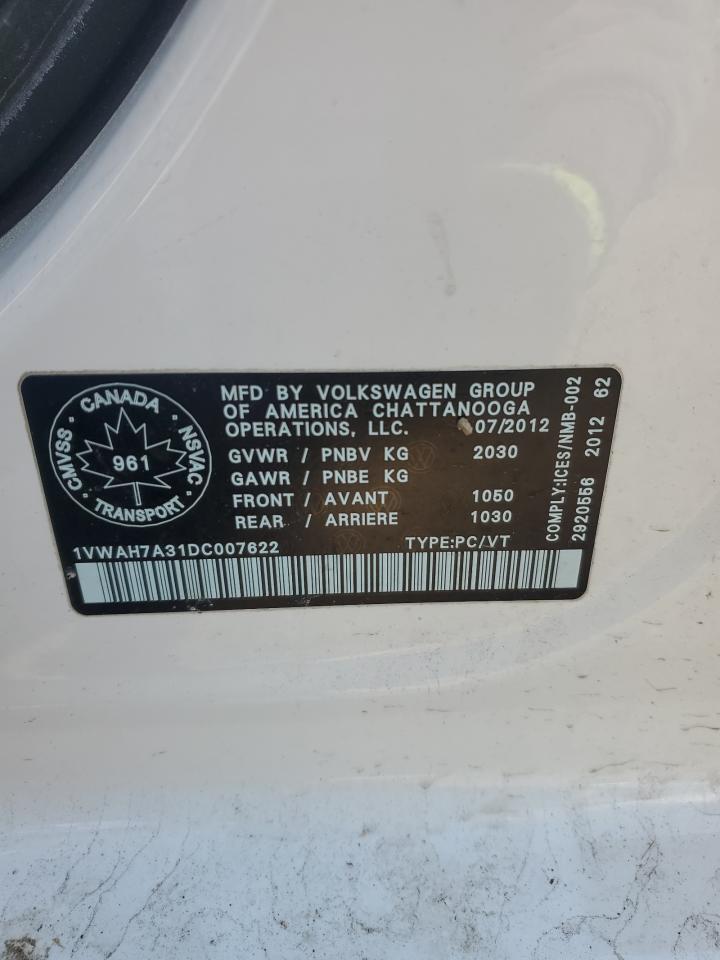 CANADA
CMVSS
NSVAC
961
TRANSPORT
MFD BY VOLKSWAGEN GROUP
OF AMERICA CHATTANOOGA
OPERATIONS, LLC. 07/2012
GVWR / PNBV KG 2030
GAWR / PNBE KG
FRONT / AVANT 1050
REAR / ARRIERE 1030
1VWAH7A31DC007622 TYPE:PC/VT
COMPLY:ICES/NMB-002
2920556 2012 62